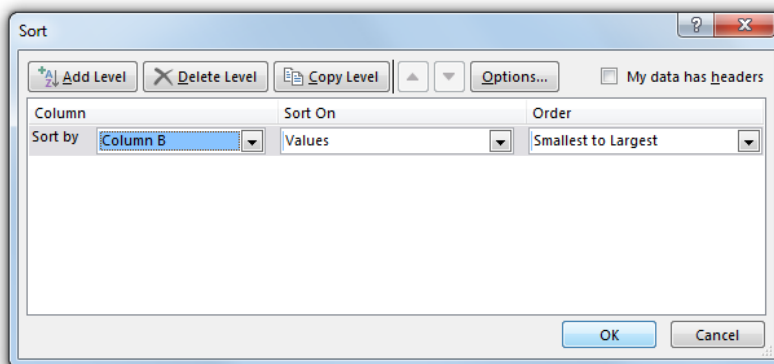 Sort
Add Level Delete Level Copy Level Options... My data has headers
Column Sort On Order
Sort by Column B Values Smallest to Largest
OK Cancel